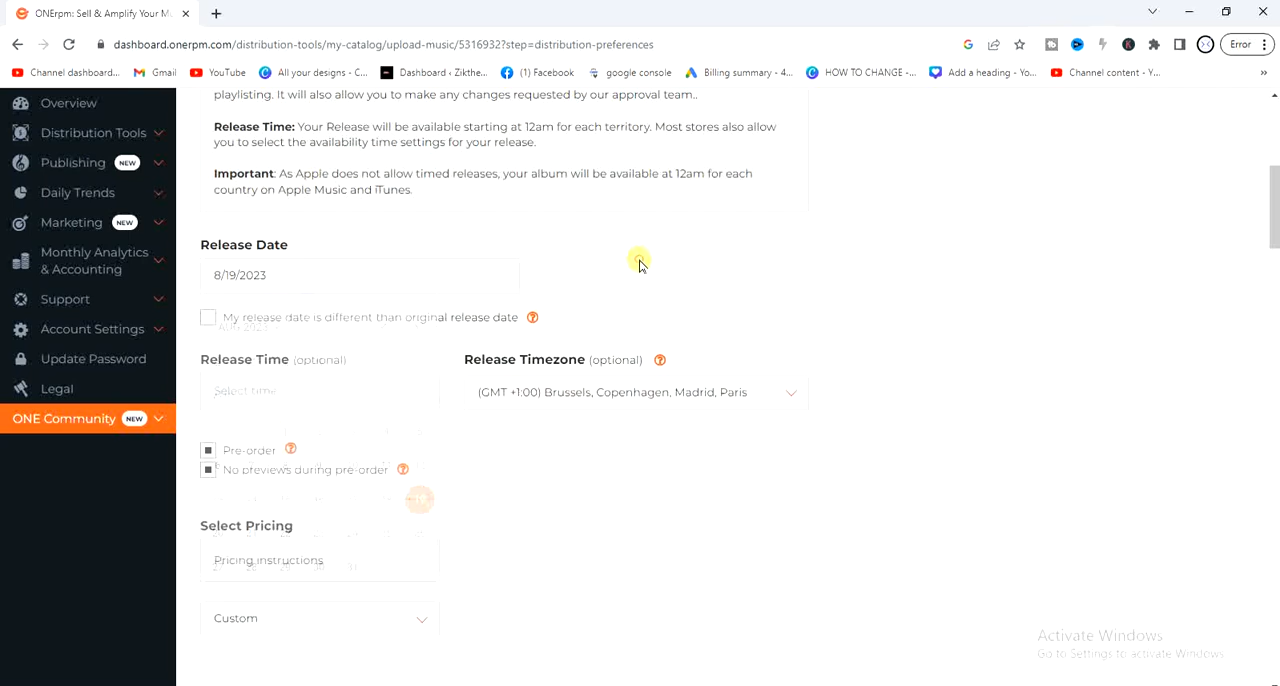 ONErpm: Sell & Amplify Your Mu
dashboard.onerpm.com/distribution-tools/my-catalog/upload-music/5316932?step=distribution-preferences
Error
Channel dashboard...
Gmail
YouTube
All your designs - C...
Dashboard ‹ Zikthe...
(1) Facebook
google console
Billing summary - 4...
HOW TO CHANGE -...
Add a heading - Yo...
Channel content - Y...
»
Overview
Distribution Tools
Publishing NEW
Daily Trends
Marketing NEW
Monthly Analytics
& Accounting
Support
Account Settings
Update Password
Legal
ONE Community NEW
playlisting. It will also allow you to make any changes requested by our approval team..
Release Time: Your Release will be available starting at 12am for each territory. Most stores also allow
you to select the availability time settings for your release.
Important: As Apple does not allow timed releases, your album will be available at 12am for each
country on Apple Music and iTunes.
Release Date
8/19/2023
My release date is different than original release date
AUG 2023
Release Time (optional)
Release Timezone (optional)
Select time
(GMT +1:00) Brussels, Copenhagen, Madrid, Paris
Pre-order
No previews during pre-order
19
Select Pricing
Pricing instructions
Custom
Activate Windows
Go to Settings to activate Windows.